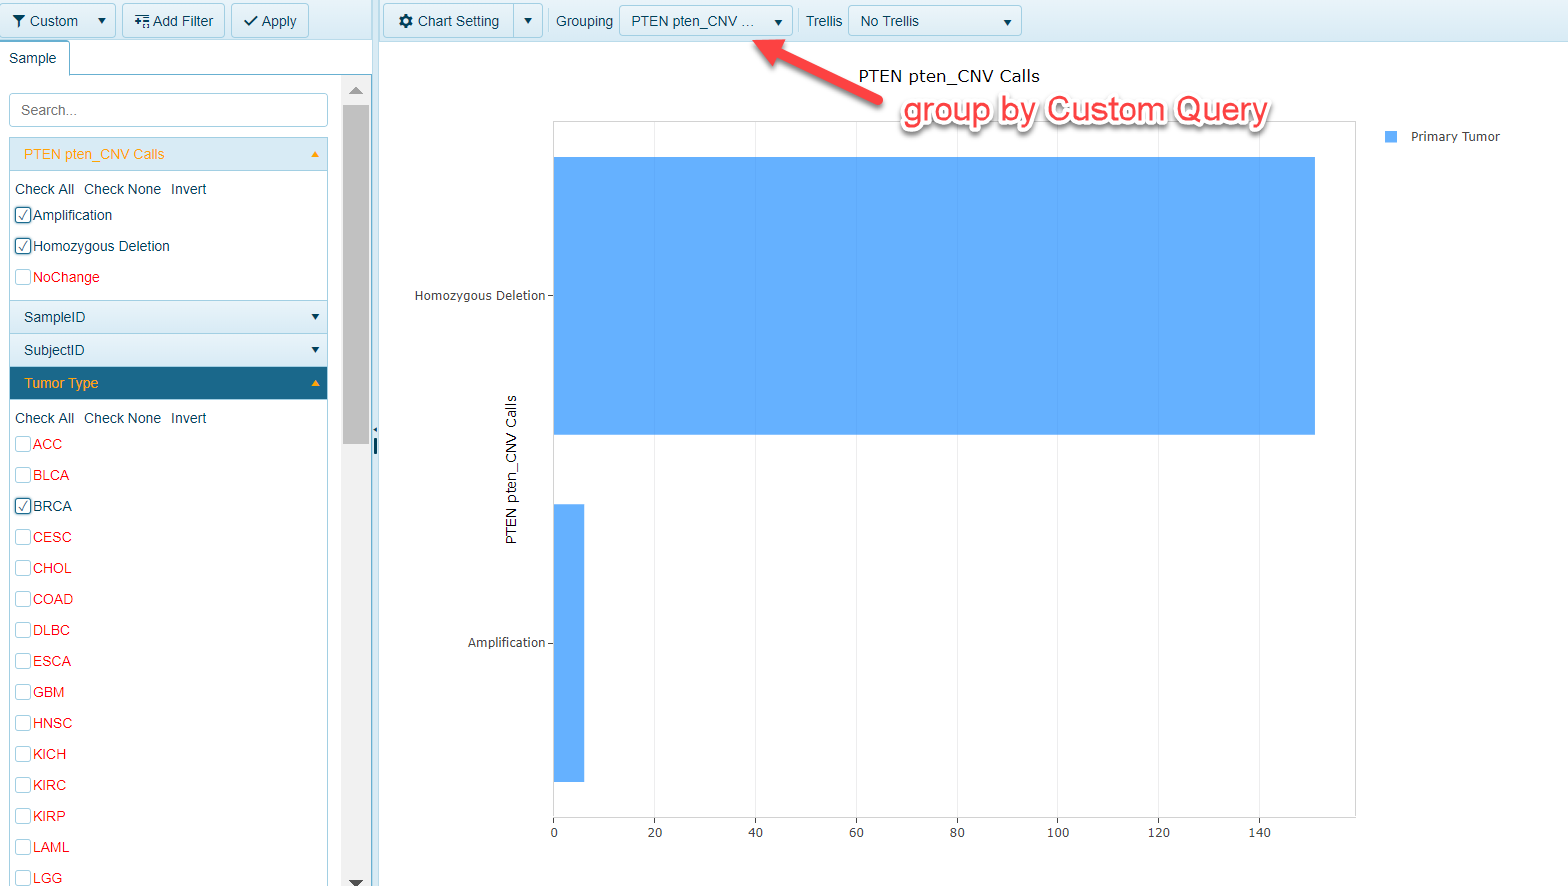 Custom
Add Filter
Apply
Chart Setting
Grouping
PTEN pten_CNV ...
Trellis
No Trellis
Sample
Search...
PTEN pten_CNV Calls
Check All Check None Invert
Amplification
Homozygous Deletion
NoChange
SampleID
SubjectID
Tumor Type
Check All Check None Invert
ACC
BLCA
BRCA
CESC
CHOL
COAD
DLBC
ESCA
GBM
HNSC
KICH
KIRC
KIRP
LAML
LGG
PTEN pten_CNV Calls
group by Custom Query
Primary Tumor
PTEN pten_CNV Calls
Homozygous Deletion
Amplification
0 20 40 60 80 100 120 140